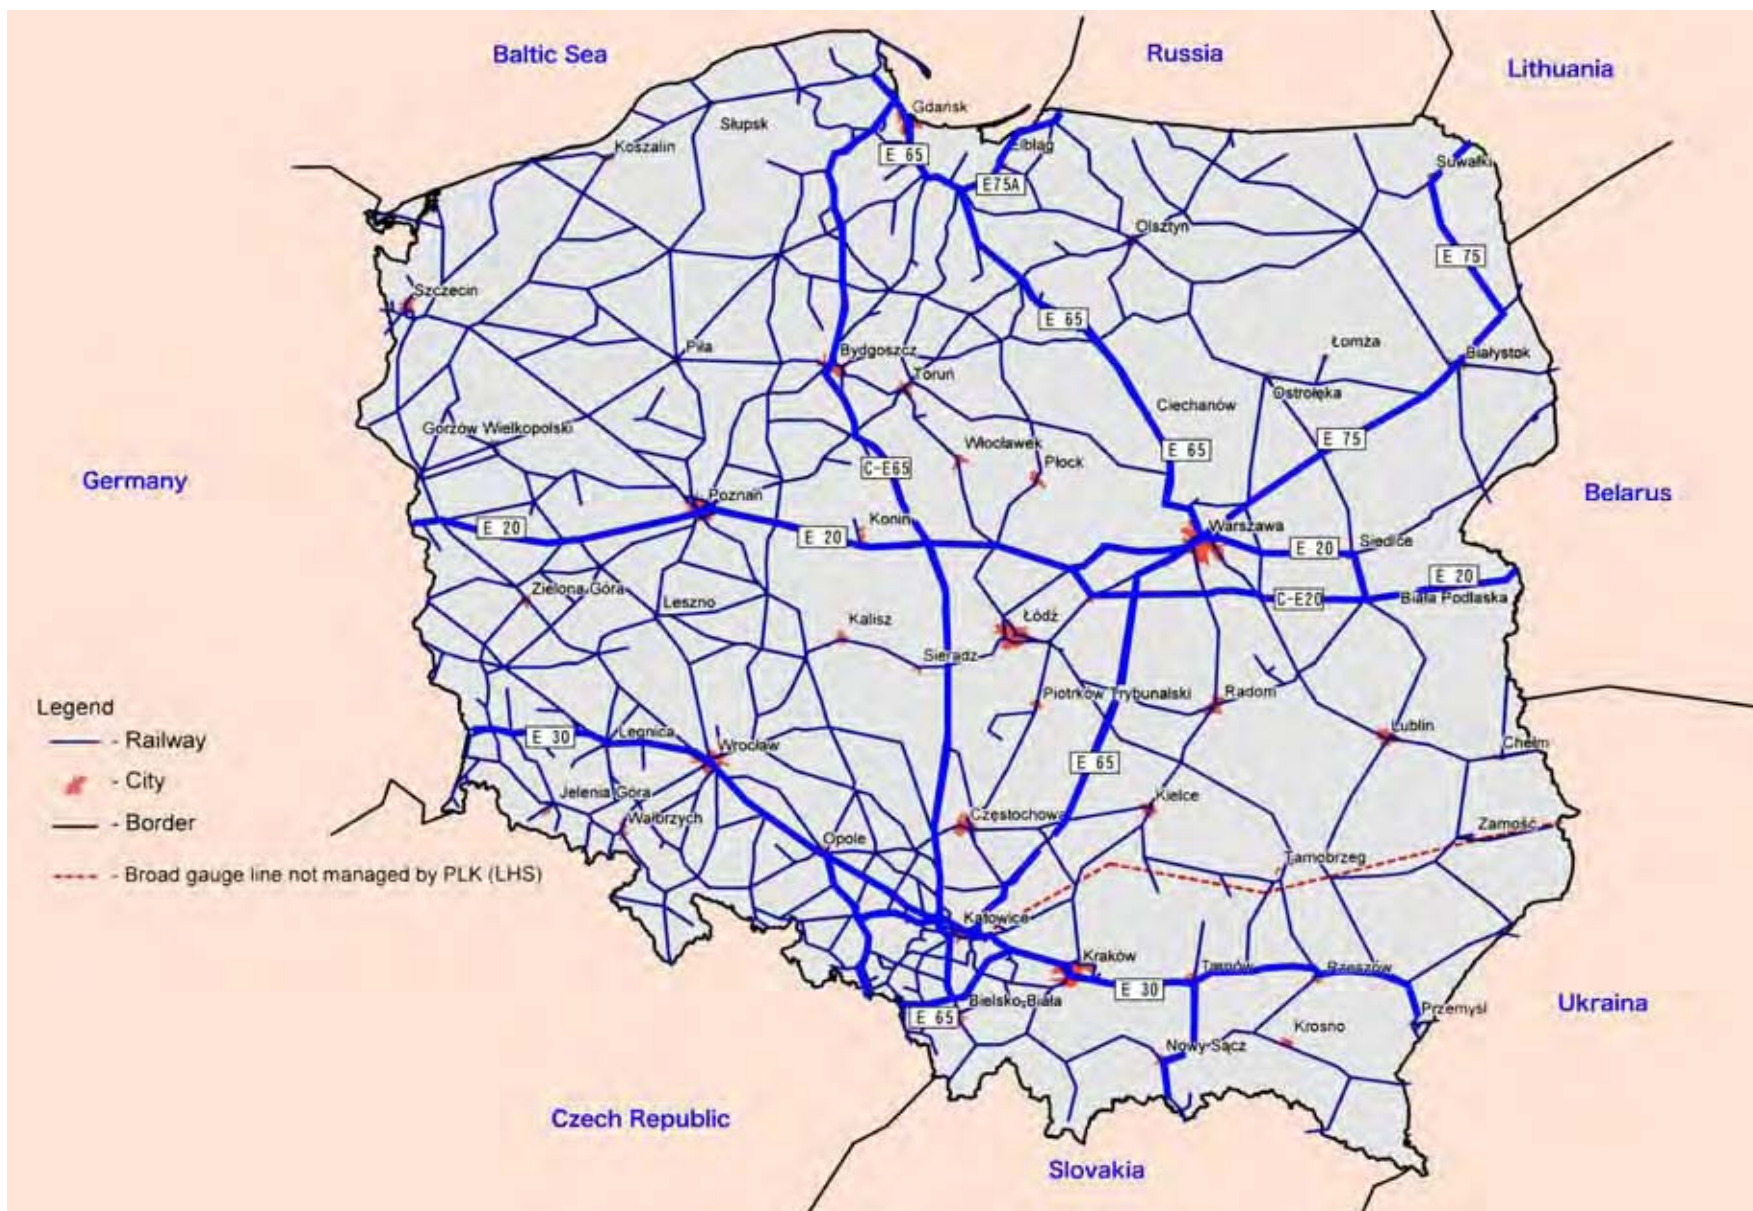 Baltic Sea
Russia
Lithuania
Gdańsk
Słupsk
Koszalin
E 65
Elbląg
E75A
Suwałki
Olsztyn
E 75
Szczecin
E 65
Piła
Bydgoszcz
Łomża
Białystok
Toruń
Ostrołęka
Ciechanów
Gorzów Wielkopolski
E 75
Włocławek
E 65
C-E65
Płock
Germany
Poznań
Belarus
E 20
Konin
E 20
Warszawa
E 20
Siedlce
E 20
Zielona Góra
Leszno
C-E20
Biała Podlaska
Kalisz
Łódź
Sieradz
Piotrków Trybunalski
Radom
Legend
- Railway
- City
- Border
- Broad gauge line not managed by PLK (LHS)
E 30
Legnica
Wrocław
Lublin
Chełm
E 65
Jelenia Góra
Wałbrzych
Kielce
Częstochowa
Opole
Zamość
Tarnobrzeg
Katowice
Kraków
Tarnów
Rzeszów
E 30
Bielsko-Biała
E 65
Przemyśl
Krosno
Nowy Sącz
Ukraina
Czech Republic
Slovakia